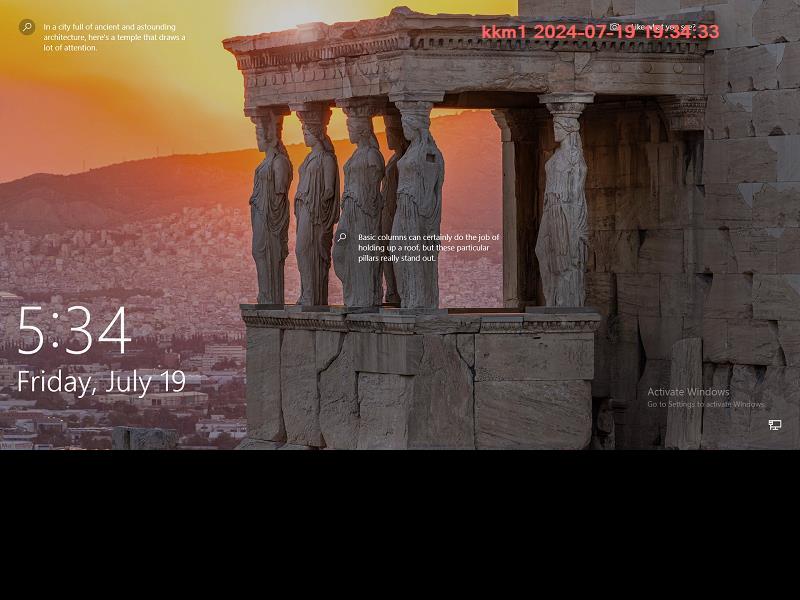 In a city full of ancient and astounding
architecture, here's a temple that draws a
lot of attention.
kkm1 2024-07-19 19:34:33
Like what you see?
Basic columns can certainly do the job of
holding up a roof, but these particular
pillars really stand out.
5:34
Friday, July 19
Activate Windows
Go to Settings to activate Windows.